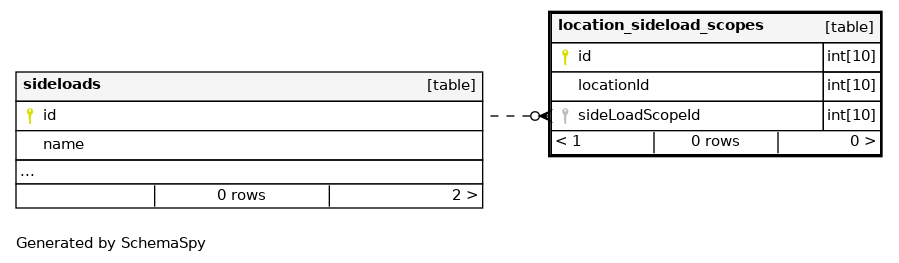 location_sideload_scopes [table]
id int[10]
locationId int[10]
sideLoadScopeId int[10]
< 1 0 rows 0 >
sideloads [table]
id
name
...
0 rows 2 >
Generated by SchemaSpy